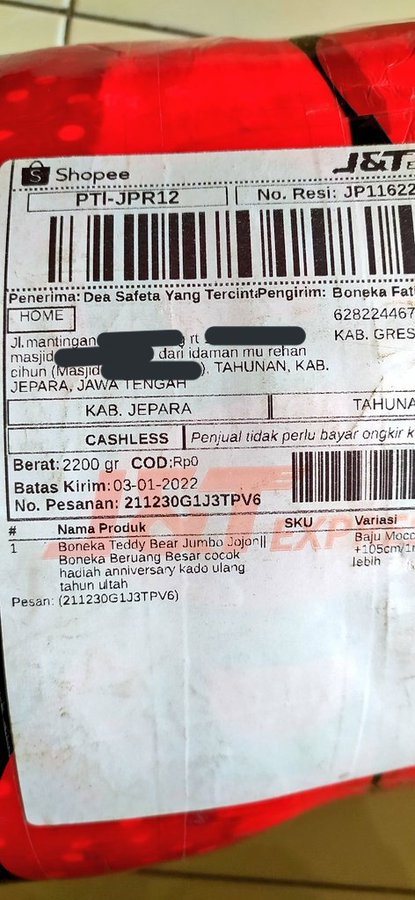 Shopee
J&T
PTI-JPR12
No. Resi: JP11622
Penerima: Dea Safeta Yang Tercinta Pengirim: Boneka Fat
HOME
628224467
KAB. GRES
Jl.mantingan rt
masjid dari idaman mu rehan
cihun (Masjid ). TAHUNAN, KAB.
JEPARA, JAWA TENGAH
KAB. JEPARA
TAHUNA
CASHLESS
Penjual tidak perlu bayar ongkir k
Berat: 2200 gr COD:Rp0
Batas Kirim: 03-01-2022
No. Pesanan: 211230G1J3TPV6
J&T EXPRE
# Nama Produk SKU Variasi
1 Boneka Teddy Bear Jumbo Jojon|| Baju Mocc
Boneka Beruang Besar cocok +105cm/1
hadiah anniversary kado ulang lebih
tahun ultah
Pesan: (211230G1J3TPV6)